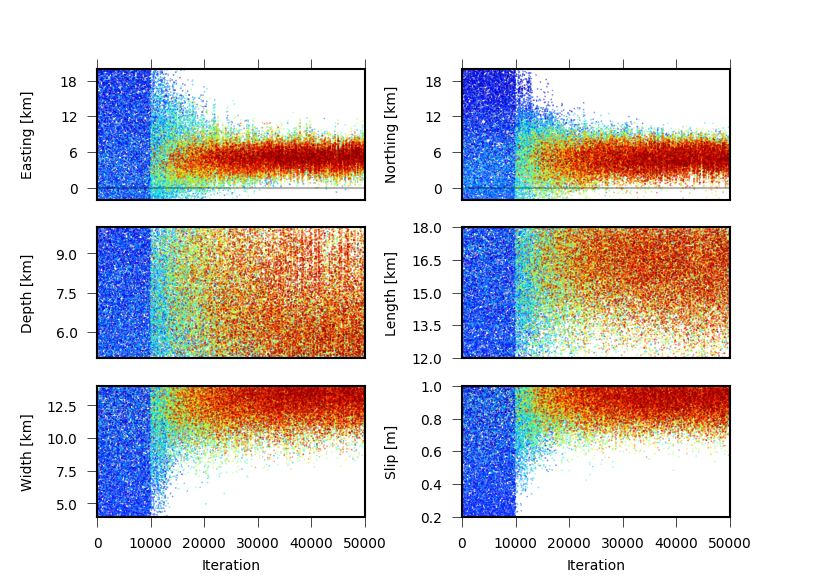 Easting [km]
18
12
6
0
Northing [km]
18
12
6
0
Depth [km]
9.0
7.5
6.0
Length [km]
18.0
16.5
15.0
13.5
12.0
Width [km]
12.5
10.0
7.5
5.0
Slip [m]
1.0
0.8
0.6
0.4
0.2
0 10000 20000 30000 40000 50000
Iteration
0 10000 20000 30000 40000 50000
Iteration